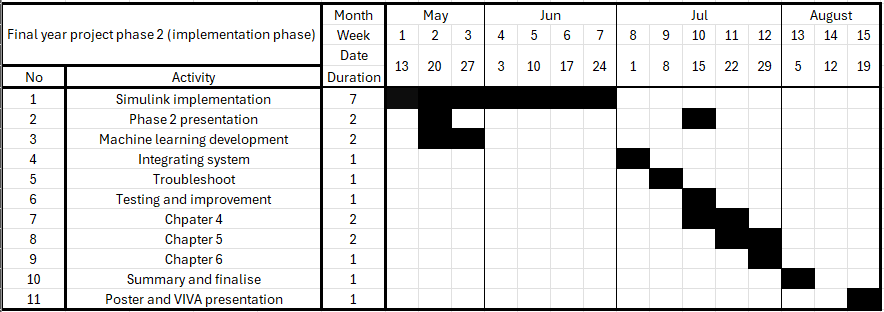 Final year project phase 2 (implementation phase) Month May Jun Jul August
Week 1 2 3 4 5 6 7 8 9 10 11 12 13 14 15
Date 13 20 27 3 10 17 24 1 8 15 22 29 5 12 19
No Activity Duration
1 Simulink implementation 7
2 Phase 2 presentation 2
3 Machine learning development 2
4 Integrating system 1
5 Troubleshoot 1
6 Testing and improvement 1
7 Chpater 4 2
8 Chapter 5 2
9 Chapter 6 1
10 Summary and finalise 1
11 Poster and VIVA presentation 1